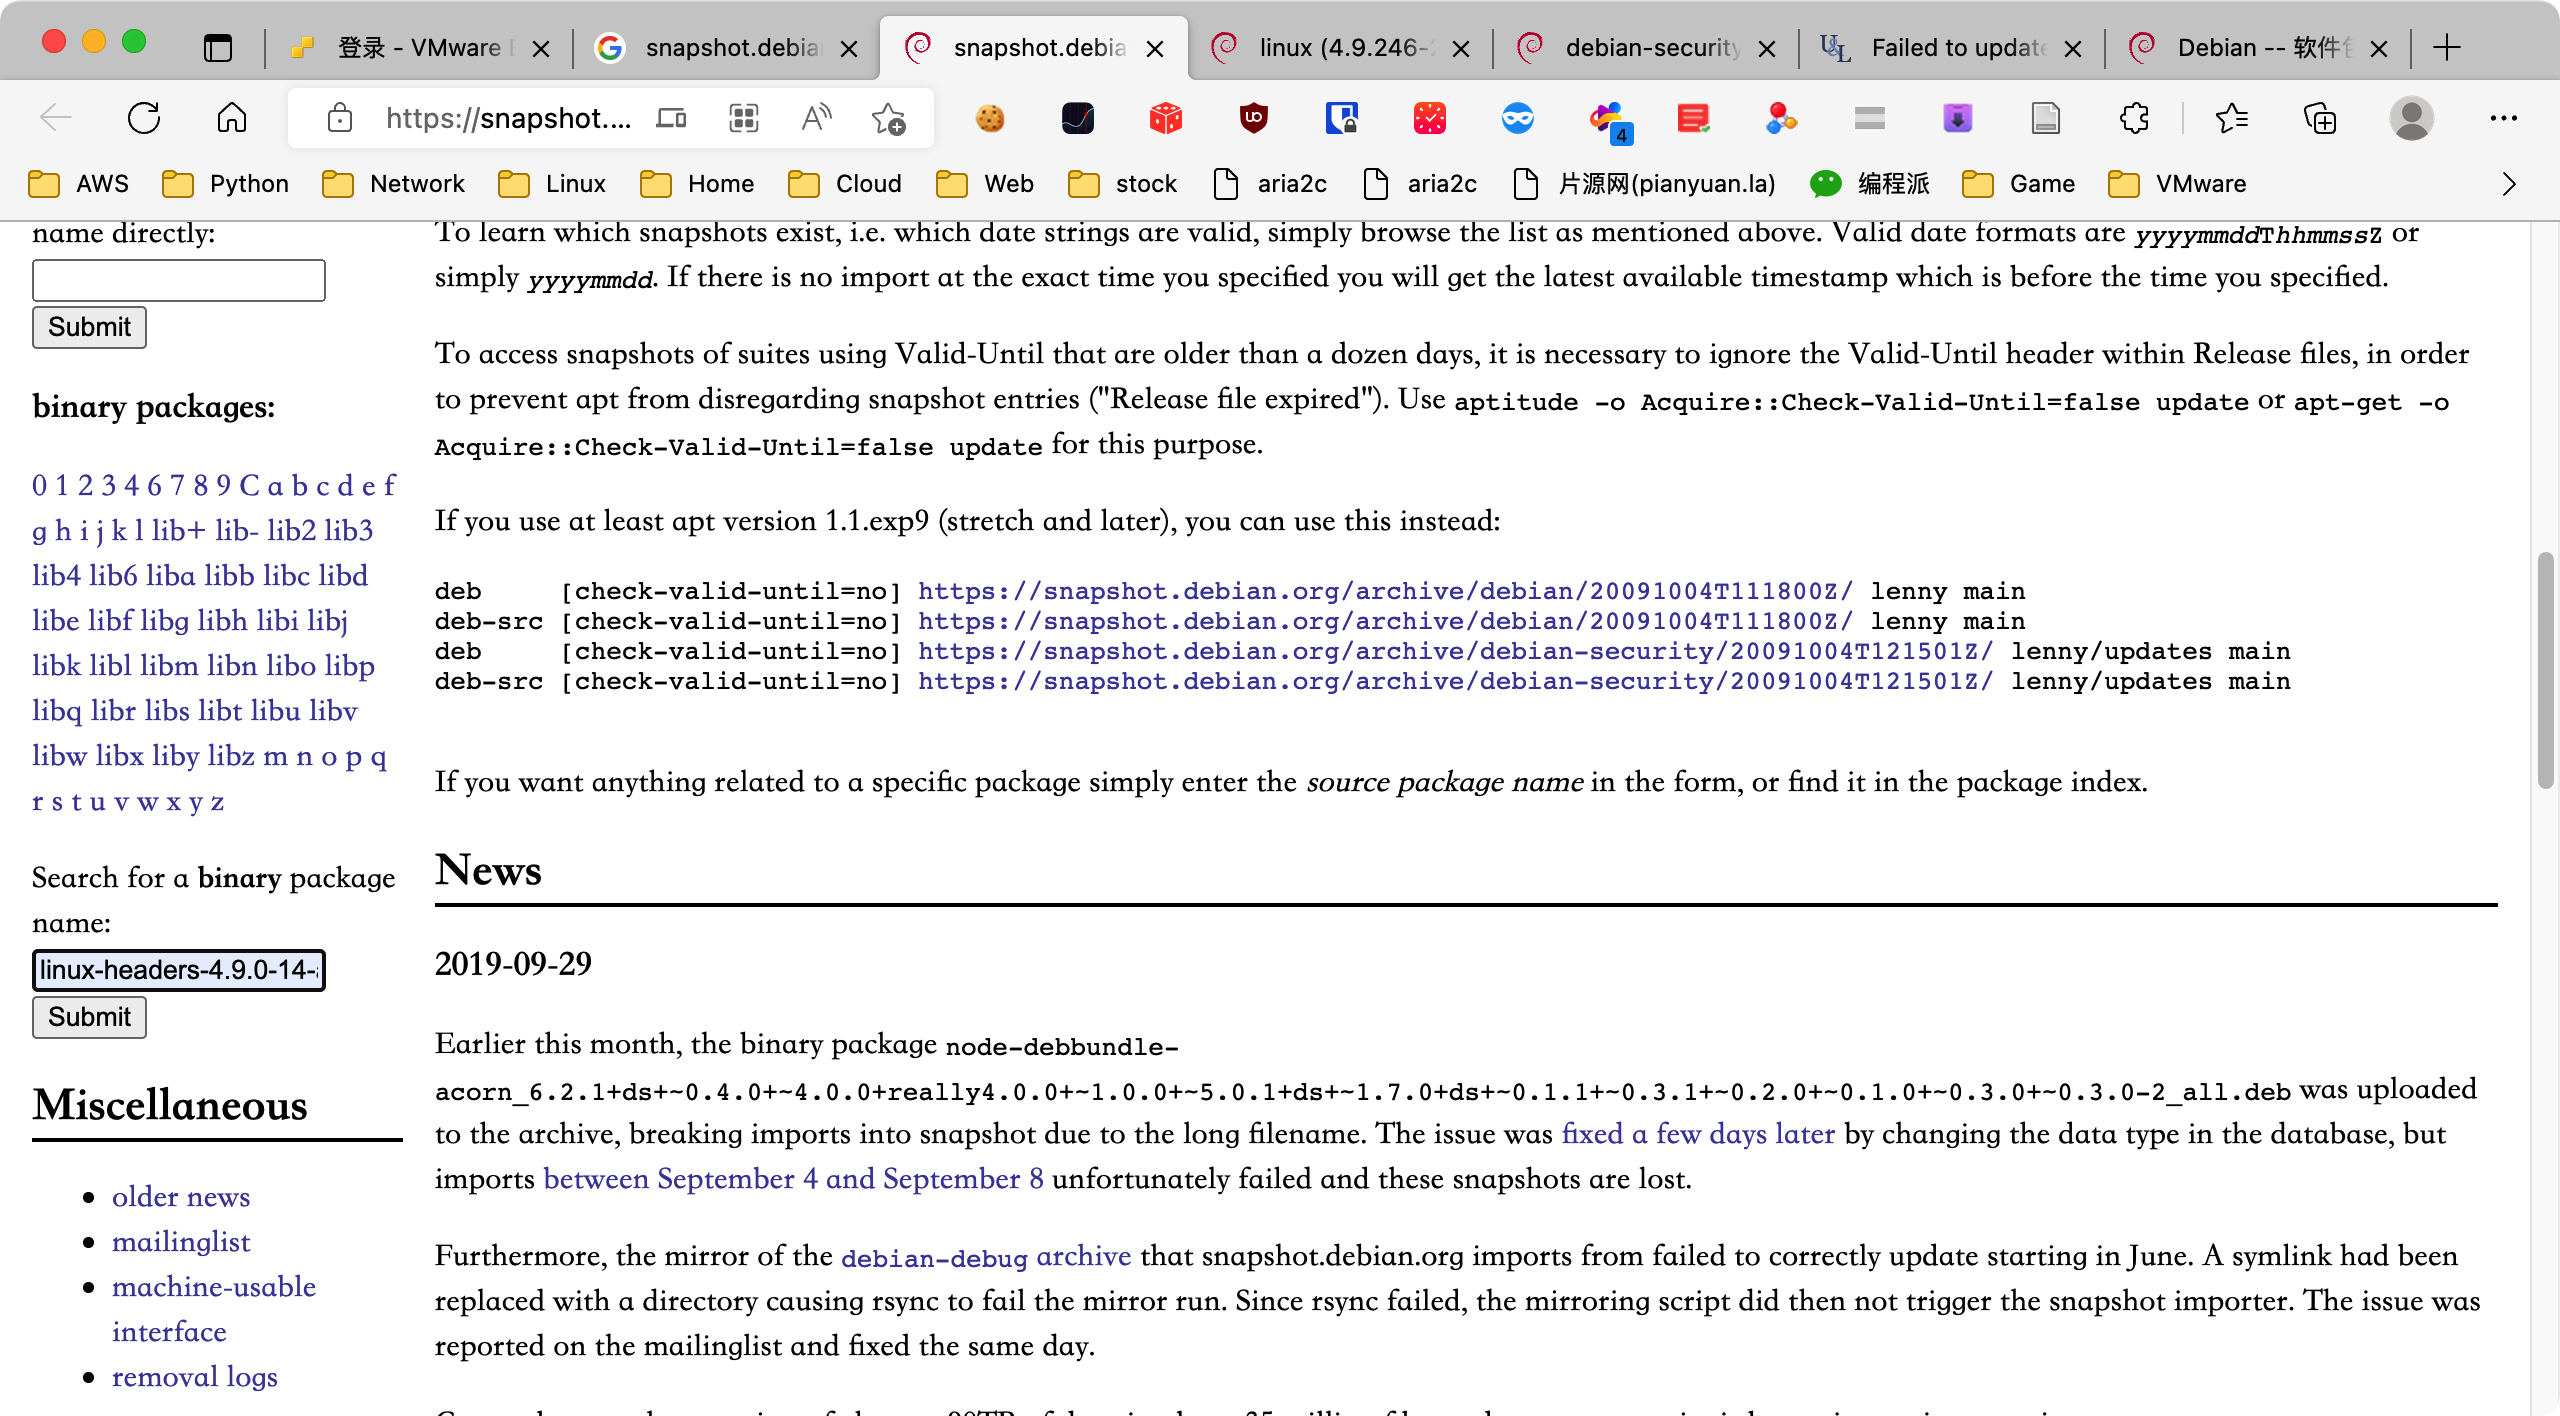 登录 - VMware
snapshot.debia
snapshot.debia
linux (4.9.246-
debian-security
Failed to updat
Debian -- 软件
https://snapshot....
4
AWS
Python
Network
Linux
Home
Cloud
Web
stock
aria2c
aria2c
片源网(pianyuan.la)
编程派
Game
VMware
name directly:
Submit
binary packages:
0 1 2 3 4 6 7 8 9 C a b c d e f
g h i j k l lib+ lib- lib2 lib3
lib4 lib6 liba libb libc libd
libe libf libg libh libi libj
libk libl libm libn libo libp
libq libr libs libt libu libv
libw libx liby libz m n o p q
r s t u v w x y z
Search for a binary package
name:
linux-headers-4.9.0-14-
Submit
Miscellaneous
older news
mailinglist
machine-usable
interface
removal logs
To learn which snapshots exist, i.e. which date strings are valid, simply browse the list as mentioned above. Valid date formats are yyyymmddThhmmssZ or
simply yyyymmdd. If there is no import at the exact time you specified you will get the latest available timestamp which is before the time you specified.
To access snapshots of suites using Valid-Until that are older than a dozen days, it is necessary to ignore the Valid-Until header within Release files, in order
to prevent apt from disregarding snapshot entries ("Release file expired"). Use aptitude -o Acquire::Check-Valid-Until=false update or apt-get -o
Acquire::Check-Valid-Until=false update for this purpose.
If you use at least apt version 1.1.exp9 (stretch and later), you can use this instead:
deb     [check-valid-until=no] https://snapshot.debian.org/archive/debian/20091004T111800Z/ lenny main
deb-src [check-valid-until=no] https://snapshot.debian.org/archive/debian/20091004T111800Z/ lenny main
deb     [check-valid-until=no] https://snapshot.debian.org/archive/debian-security/20091004T121501Z/ lenny/updates main
deb-src [check-valid-until=no] https://snapshot.debian.org/archive/debian-security/20091004T121501Z/ lenny/updates main
If you want anything related to a specific package simply enter the source package name in the form, or find it in the package index.
News
2019-09-29
Earlier this month, the binary package node-debbundle-
acorn_6.2.1+ds+~0.4.0+~4.0.0+really4.0.0+~1.0.0+~5.0.1+ds+~1.7.0+ds+~0.1.1+~0.3.1+~0.2.0+~0.1.0+~0.3.0+~0.3.0-2_all.deb was uploaded
to the archive, breaking imports into snapshot due to the long filename. The issue was fixed a few days later by changing the data type in the database, but
imports between September 4 and September 8 unfortunately failed and these snapshots are lost.
Furthermore, the mirror of the debian-debug archive that snapshot.debian.org imports from failed to correctly update starting in June. A symlink had been
replaced with a directory causing rsync to fail the mirror run. Since rsync failed, the mirroring script did then not trigger the snapshot importer. The issue was
reported on the mailinglist and fixed the same day.